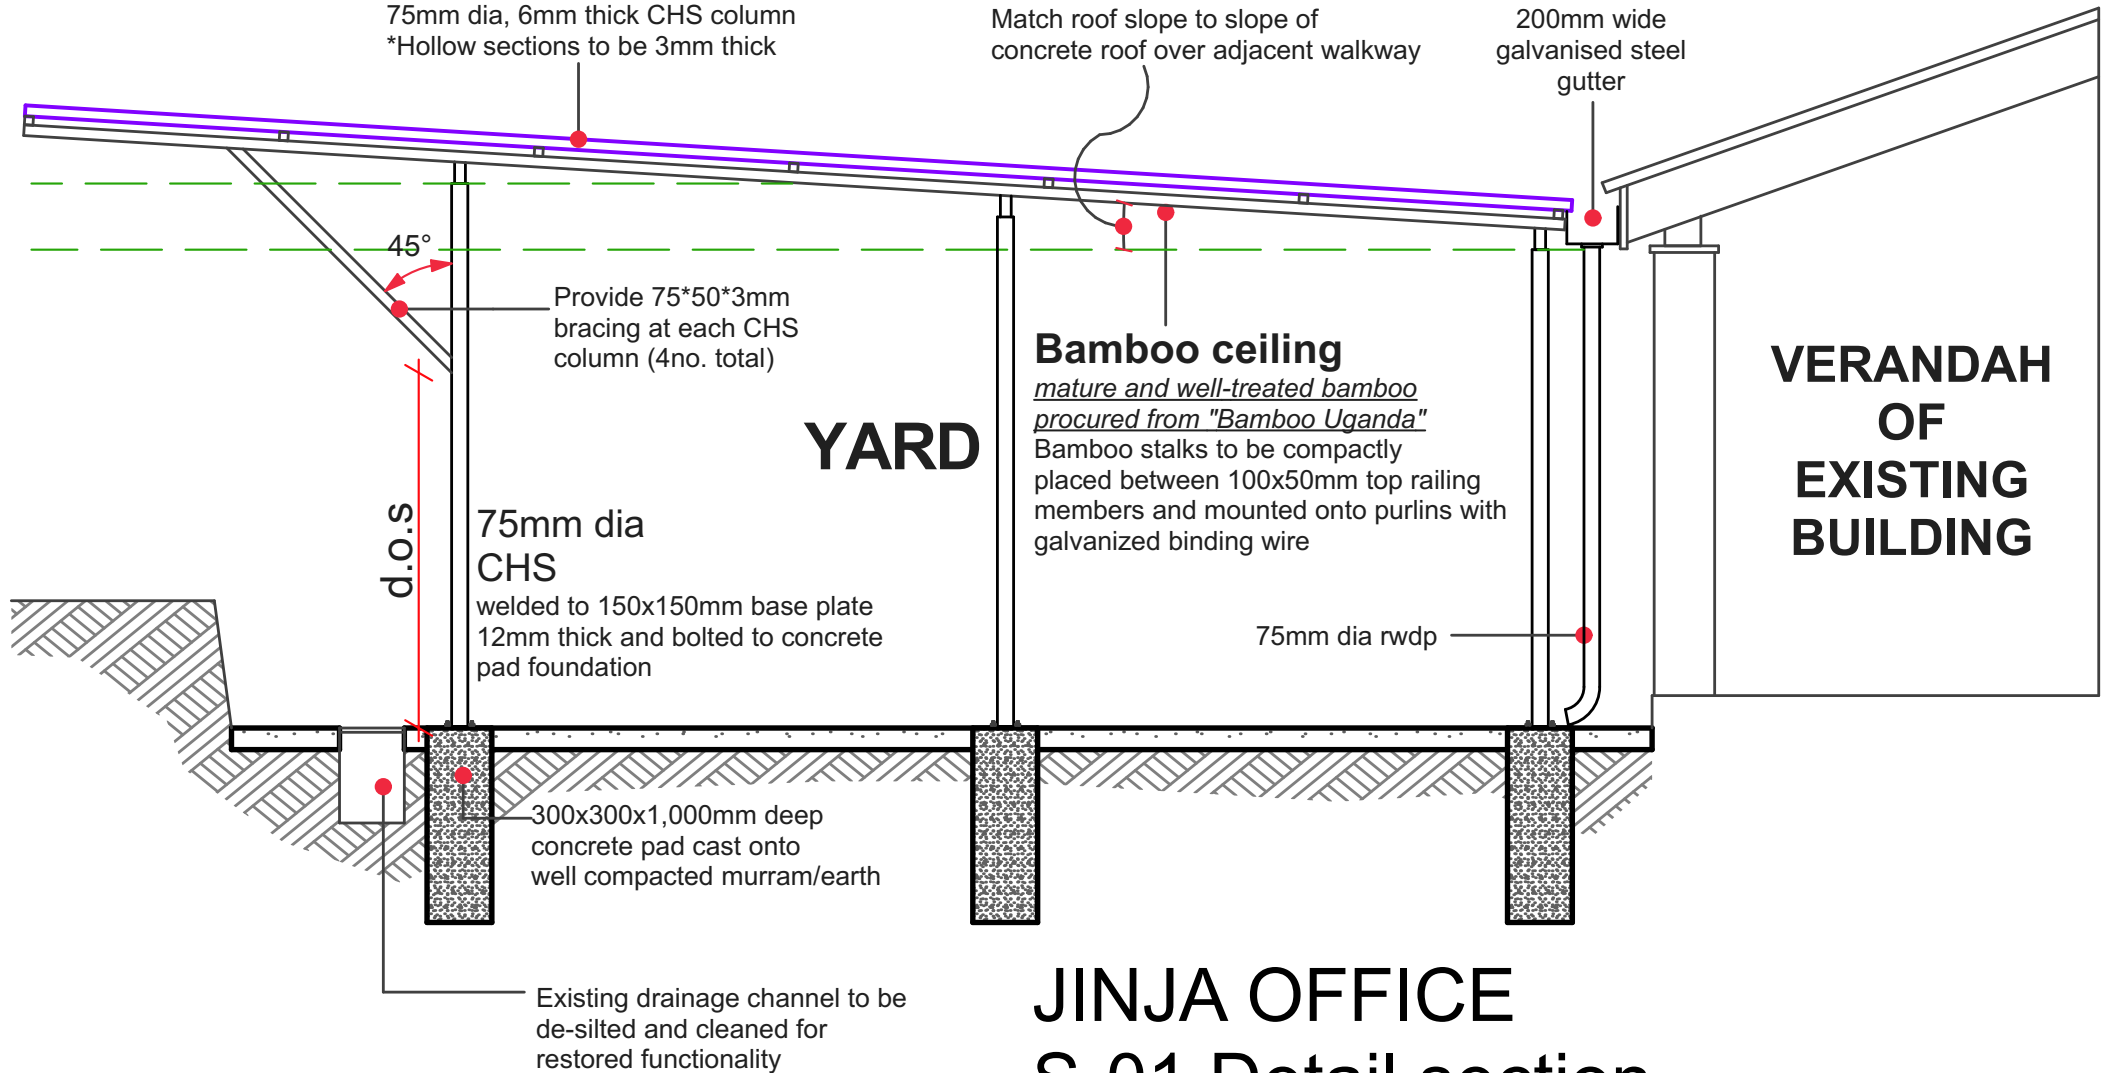 75mm dia, 6mm thick CHS column
*Hollow sections to be 3mm thick
Match roof slope to slope of
concrete roof over adjacent walkway
200mm wide
galvanised steel
gutter
45°
Provide 75*50*3mm
bracing at each CHS
column (4no. total)
Bamboo ceiling
mature and well-treated bamboo
procured from "Bamboo Uganda"
Bamboo stalks to be compactly
placed between 100x50mm top railing
members and mounted onto purlins with
galvanized binding wire
VERANDAH
OF
EXISTING
BUILDING
YARD
d.o.s
75mm dia
CHS
welded to 150x150mm base plate
12mm thick and bolted to concrete
pad foundation
75mm dia rwdp
300x300x1,000mm deep
concrete pad cast onto
well compacted murram/earth
Existing drainage channel to be
de-silted and cleaned for
restored functionality
JINJA OFFICE
S-01 Detail section